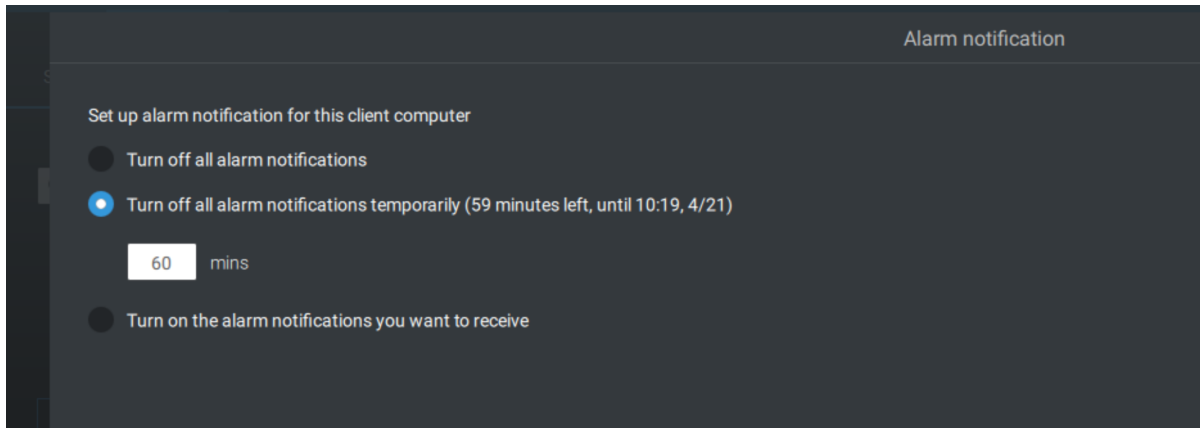 Alarm notification
Set up alarm notification for this client computer
Turn off all alarm notifications
Turn off all alarm notifications temporarily (59 minutes left, until 10:19, 4/21)
60 mins
Turn on the alarm notifications you want to receive